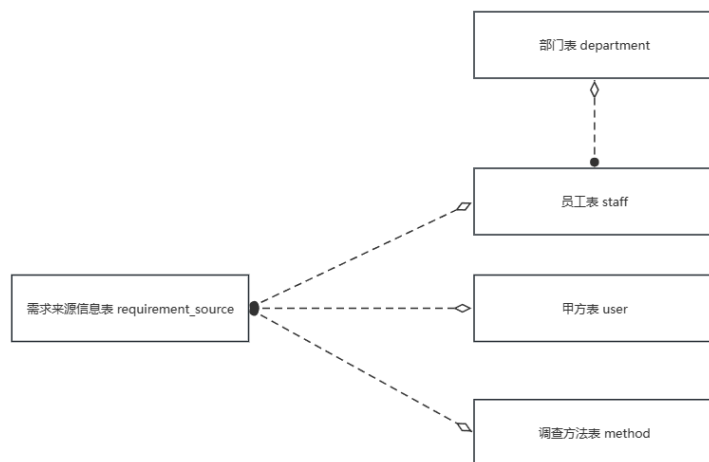 部门表 department
员工表 staff
需求来源信息表 requirement_source
甲方表 user
调查方法表 method